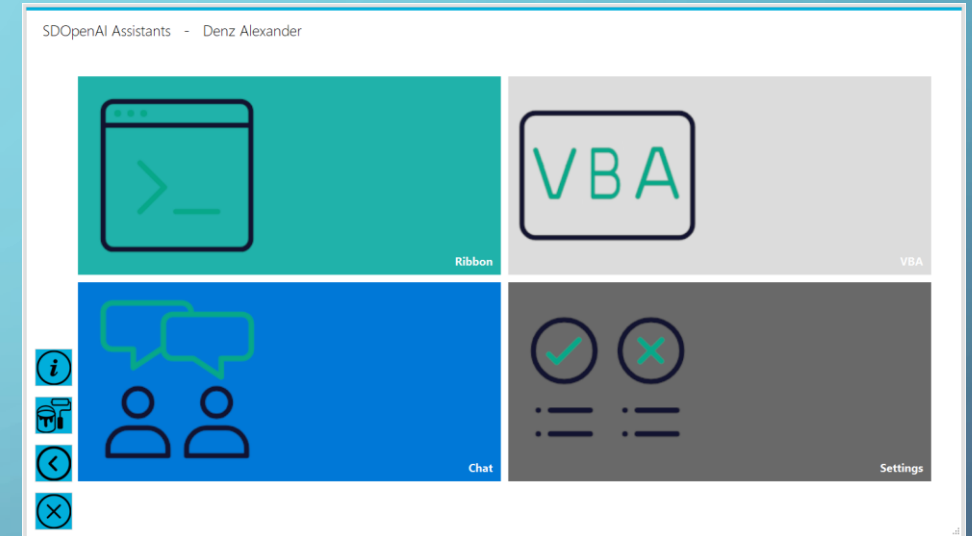 SDOpenAI Assistants - Denz Alexander
VBA
Ribbon
VBA
Chat
Settings